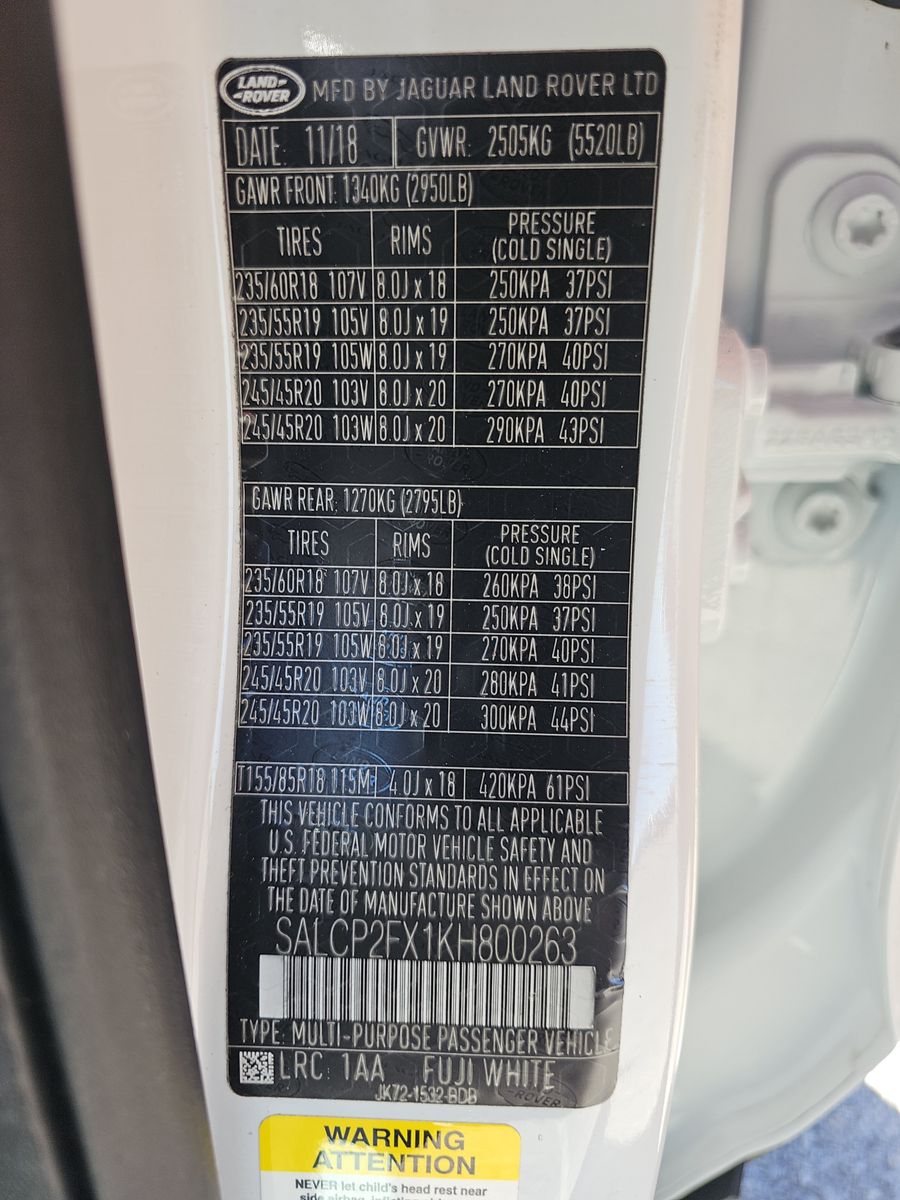 LAND ROVER MFD BY JAGUAR LAND ROVER LTD
DATE: 11/18 GVWR: 2505KG (5520LB)
GAWR FRONT: 1340KG (2950LB)
TIRES RIMS PRESSURE (COLD SINGLE)
235/60R18 107V 8.0J x 18 250KPA 37PSI
235/55R19 105V 8.0J x 19 250KPA 37PSI
235/55R19 105W 8.0J x 19 270KPA 40PSI
245/45R20 103V 8.0J x 20 270KPA 40PSI
245/45R20 103W 8.0J x 20 290KPA 43PSI
GAWR REAR: 1270KG (2795LB)
TIRES RIMS PRESSURE (COLD SINGLE)
235/60R18 107V 8.0J x 18 260KPA 38PSI
235/55R19 105V 8.0J x 19 250KPA 37PSI
235/55R19 105W 8.0J x 19 270KPA 40PSI
245/45R20 103V 8.0J x 20 280KPA 41PSI
245/45R20 103W 8.0J x 20 300KPA 44PSI
T155/85R18 115M 4.0J x 18 420KPA 61PSI
THIS VEHICLE CONFORMS TO ALL APPLICABLE
U.S. FEDERAL MOTOR VEHICLE SAFETY AND
THEFT PREVENTION STANDARDS IN EFFECT ON
THE DATE OF MANUFACTURE SHOWN ABOVE
SALCP2FX1KH800263
TYPE: MULTI-PURPOSE PASSENGER VEHICLE
LRC 1AA FUJI WHITE
JK72-1532-BDB
WARNING
ATTENTION
NEVER let child's head rest near